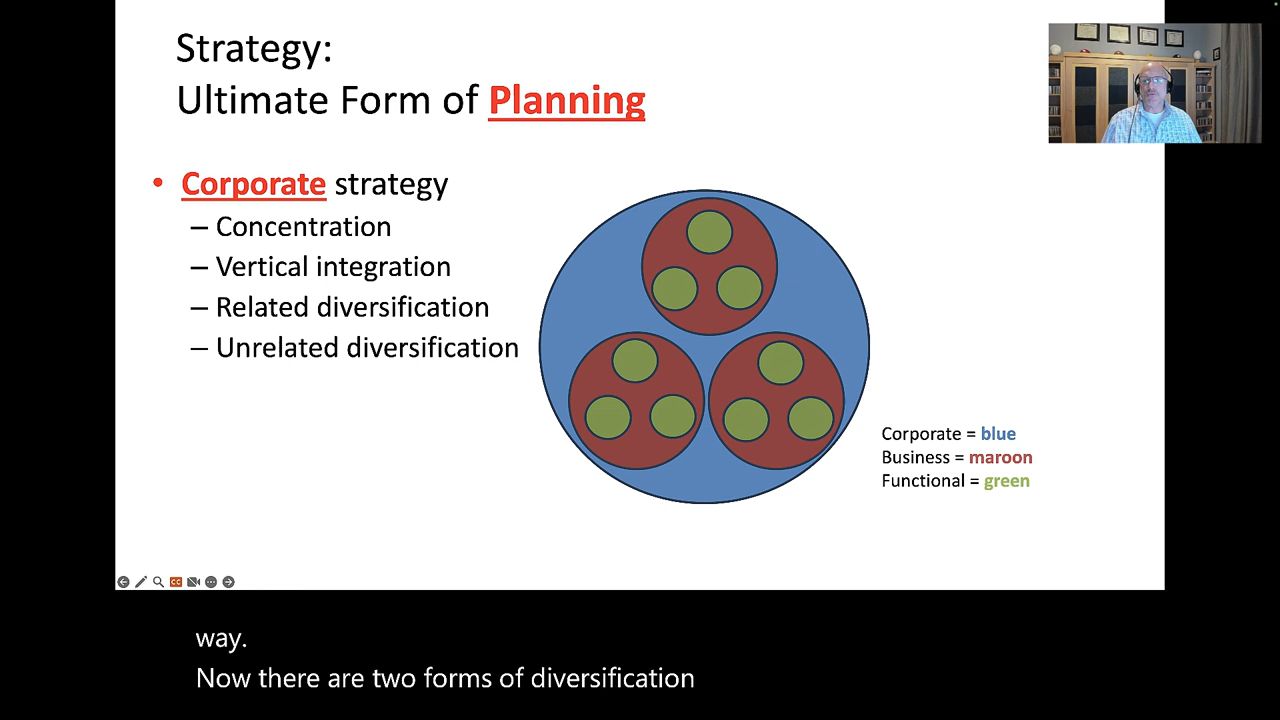 Strategy:
Ultimate Form of Planning
• Corporate strategy
– Concentration
– Vertical integration
– Related diversification
– Unrelated diversification
Corporate = blue
Business = maroon
Functional = green
CC
way.
Now there are two forms of diversification